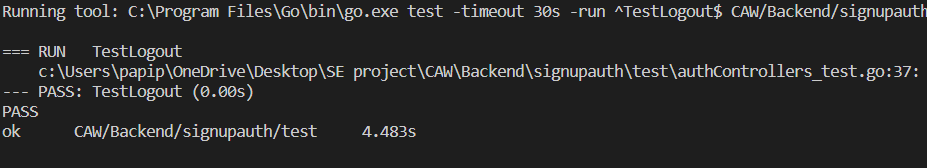 Running tool: C:\Program Files\Go\bin\go.exe test -timeout 30s -run ^TestLogout$ CAW/Backend/signupauth
=== RUN   TestLogout
    c:\Users\papip\OneDrive\Desktop\SE project\CAW\Backend\signupauth\test\authControllers_test.go:37:
--- PASS: TestLogout (0.00s)
PASS
ok      CAW/Backend/signupauth/test     4.483s